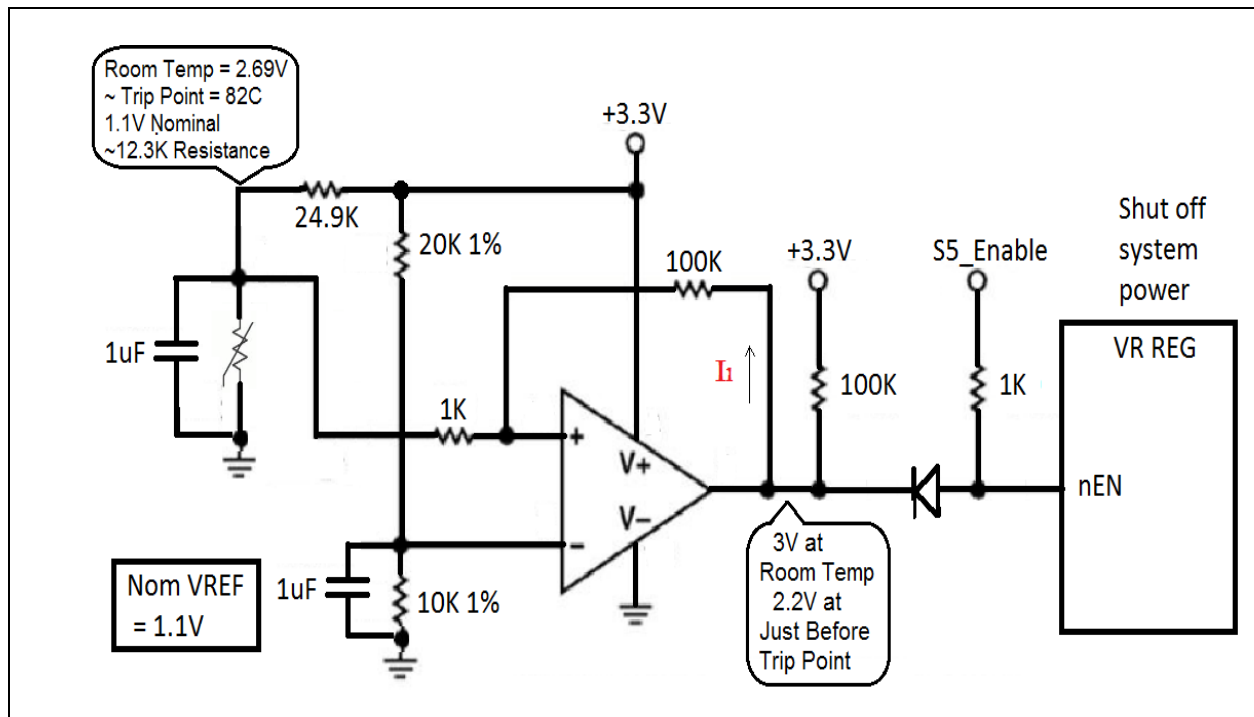 Room Temp = 2.69V
~ Trip Point = 82C
1.1V Nominal
~12.3K Resistance
+3.3V
24.9K
20K 1%
100K
+3.3V
S5_Enable
Shut off
system
power
VR REG
1uF
I1
1K
100K
1K
+
V+
nEN
V-
-
3V at
Room Temp
2.2V at
Just Before
Trip Point
Nom VREF
= 1.1V
1uF
10K 1%